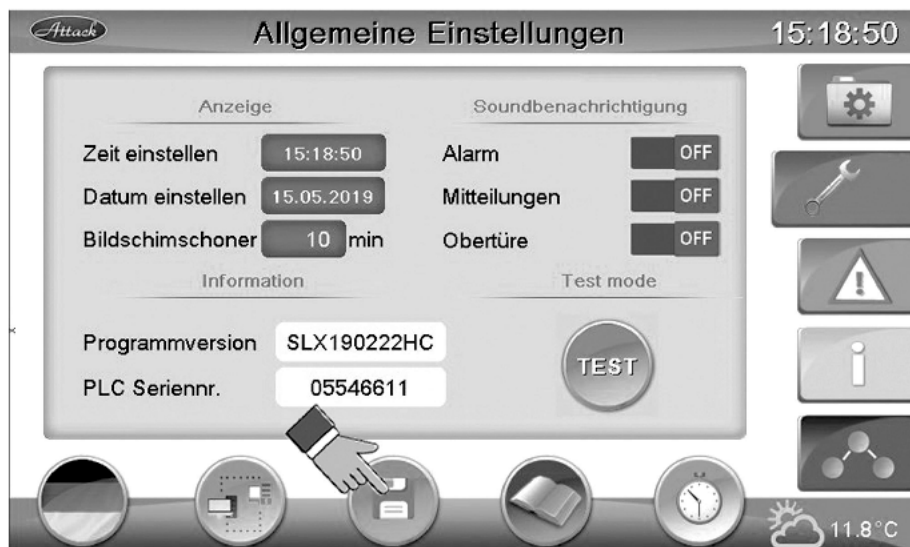 Attack
Allgemeine Einstellungen
15:18:50
Anzeige
Zeit einstellen 15:18:50
Datum einstellen 15.05.2019
Bildschimschoner 10 min
Soundbenachrichtigung
Alarm OFF
Mitteilungen OFF
Obertüre OFF
Information
Programmversion SLX190222HC
PLC Seriennr. 05546611
Test mode
TEST
11.8°C